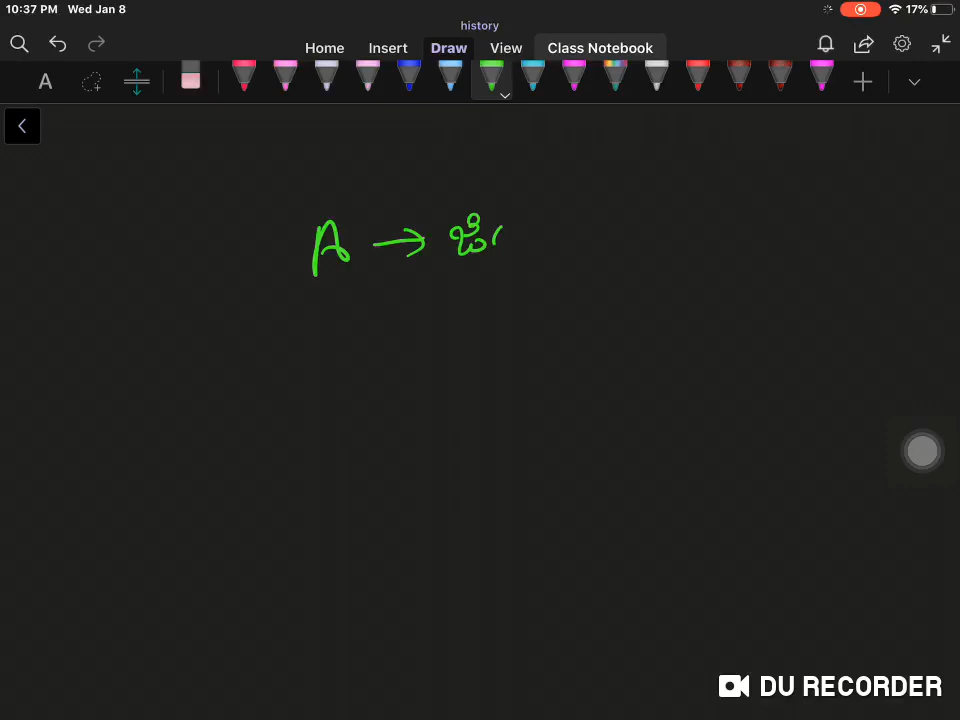 10:37 PM Wed Jan 8 17%
history
Home Insert Draw View Class Notebook
A
A →
DU RECORDER